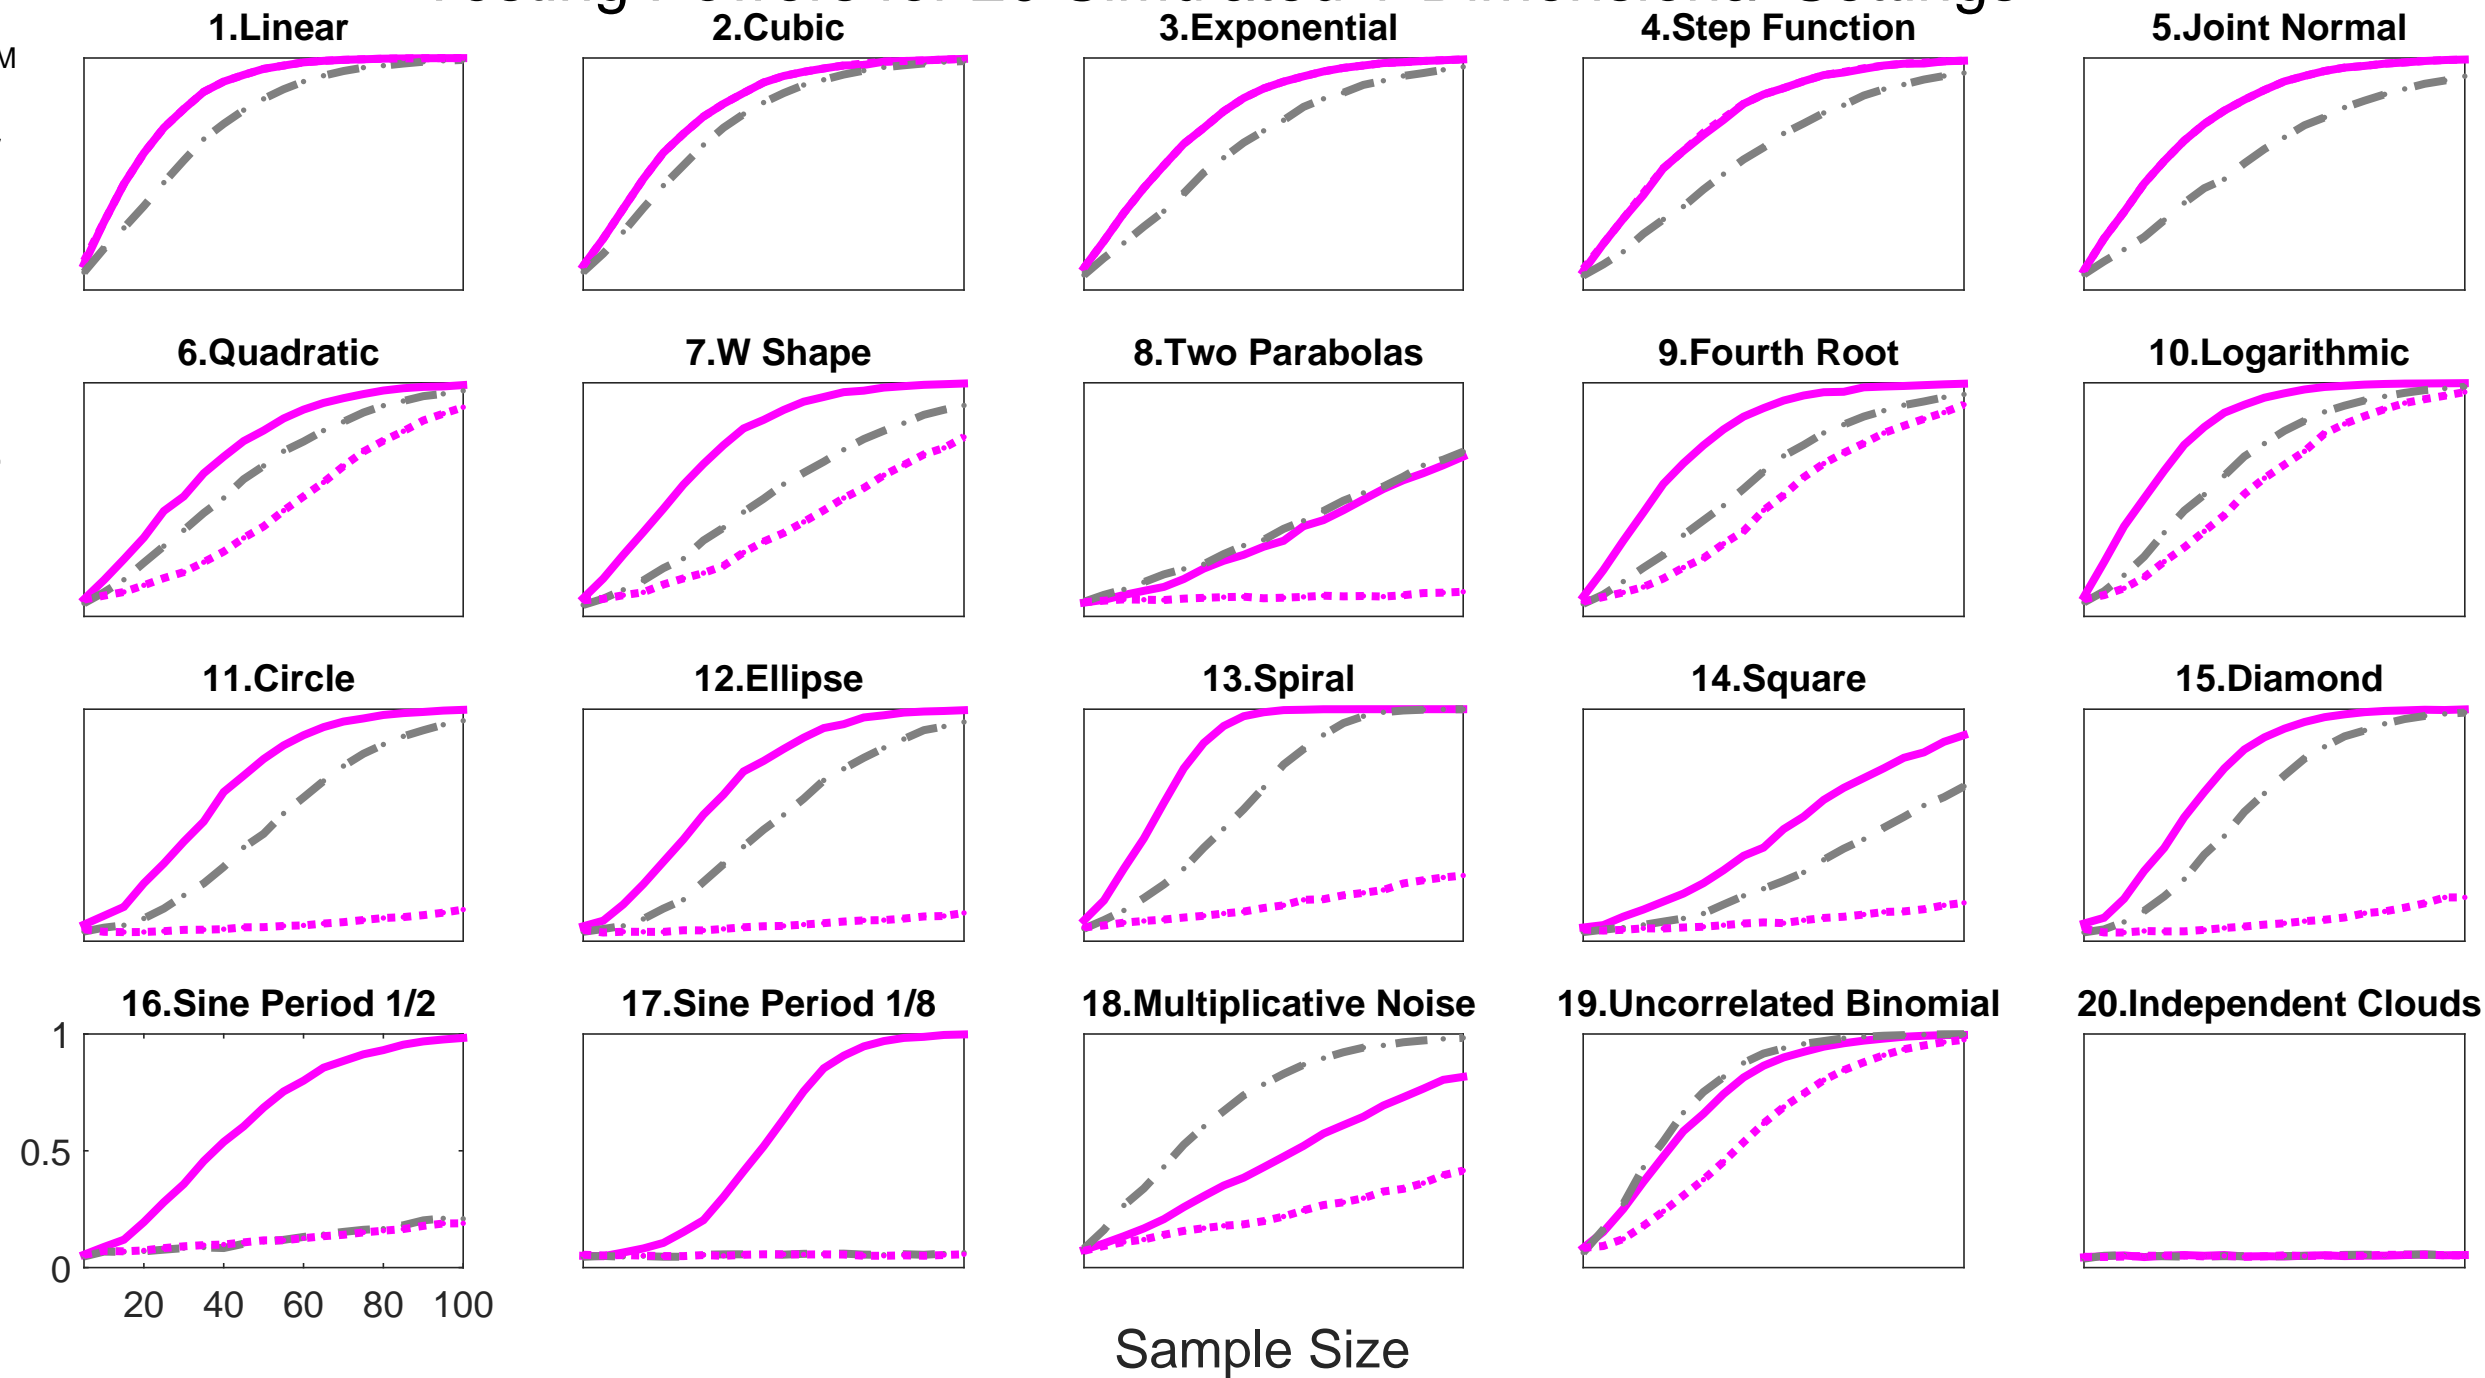 1.Linear 2.Cubic 3.Exponential 4.Step Function 5.Joint Normal
M
6.Quadratic 7.W Shape 8.Two Parabolas 9.Fourth Root 10.Logarithmic
11.Circle 12.Ellipse 13.Spiral 14.Square 15.Diamond
16.Sine Period 1/2 17.Sine Period 1/8 18.Multiplicative Noise 19.Uncorrelated Binomial 20.Independent Clouds
1
0.5
0
20 40 60 80 100
Sample Size